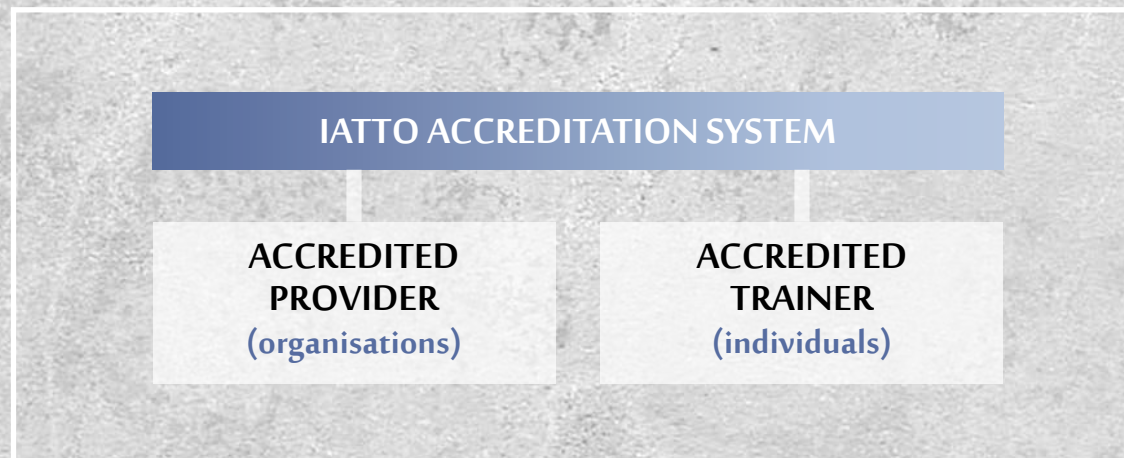 IATTO ACCREDITATION SYSTEM
ACCREDITED
PROVIDER
(organisations)
ACCREDITED
TRAINER
(individuals)